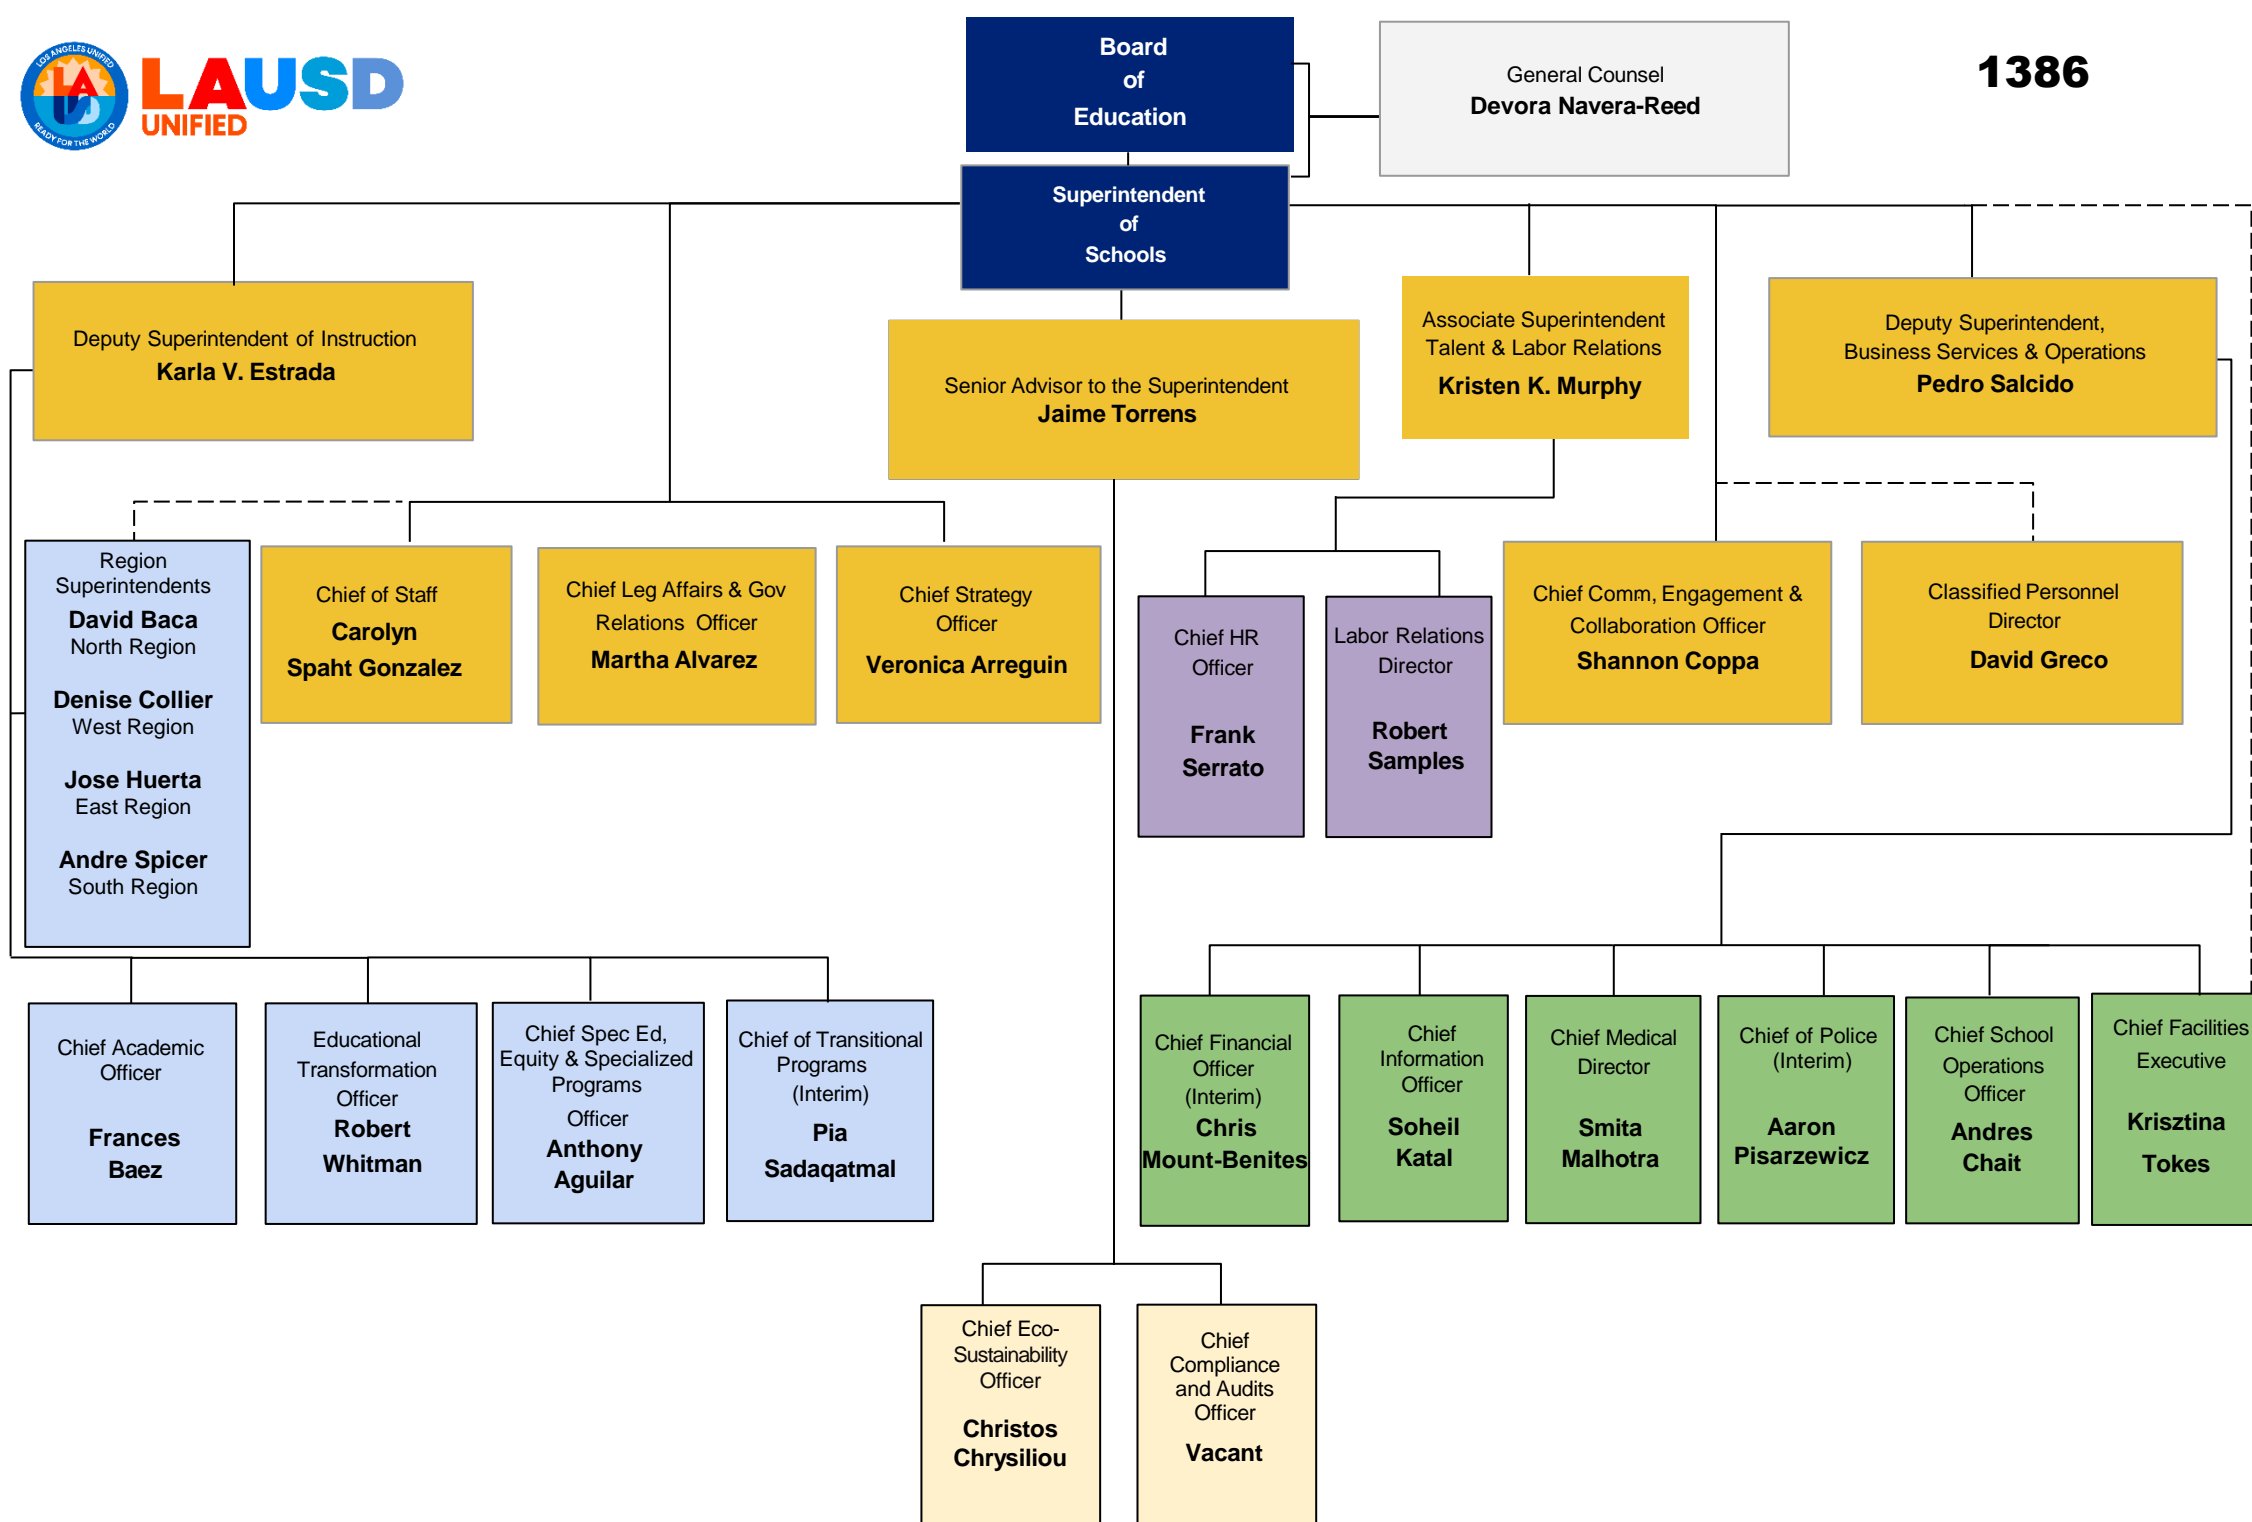 LOS ANGELES UNIFIED
READY FOR THE WORLD
LAUSD
UNIFIED
Board
of
Education
General Counsel
Devora Navera-Reed
1386
Superintendent
of
Schools
Deputy Superintendent of Instruction
Karla V. Estrada
Senior Advisor to the Superintendent
Jaime Torrens
Associate Superintendent
Talent & Labor Relations
Kristen K. Murphy
Deputy Superintendent,
Business Services & Operations
Pedro Salcido
Region
Superintendents
David Baca
North Region
Denise Collier
West Region
Jose Huerta
East Region
Andre Spicer
South Region
Chief of Staff
Carolyn
Spaht Gonzalez
Chief Leg Affairs & Gov
Relations Officer
Martha Alvarez
Chief Strategy
Officer
Veronica Arreguin
Chief HR
Officer
Frank
Serrato
Labor Relations
Director
Robert
Samples
Chief Comm, Engagement &
Collaboration Officer
Shannon Coppa
Classified Personnel
Director
David Greco
Chief Academic
Officer
Frances
Baez
Educational
Transformation
Officer
Robert
Whitman
Chief Spec Ed,
Equity & Specialized
Programs
Officer
Anthony
Aguilar
Chief of Transitional
Programs
(Interim)
Pia
Sadaqatmal
Chief Financial
Officer
(Interim)
Chris
Mount-Benites
Chief
Information
Officer
Soheil
Katal
Chief Medical
Director
Smita
Malhotra
Chief of Police
(Interim)
Aaron
Pisarzewicz
Chief School
Operations
Officer
Andres
Chait
Chief Facilities
Executive
Krisztina
Tokes
Chief Eco-
Sustainability
Officer
Christos
Chrysiliou
Chief
Compliance
and Audits
Officer
Vacant